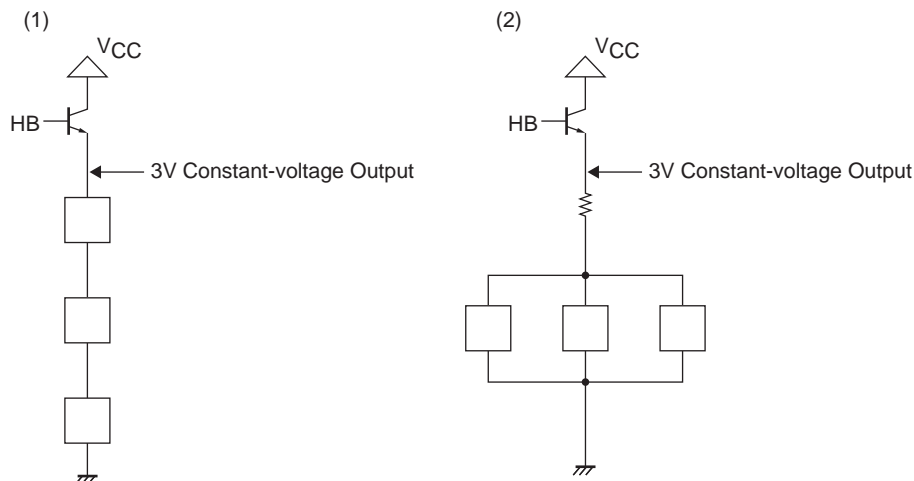 (1)
VCC
HB
3V Constant-voltage Output
(2)
VCC
HB
3V Constant-voltage Output